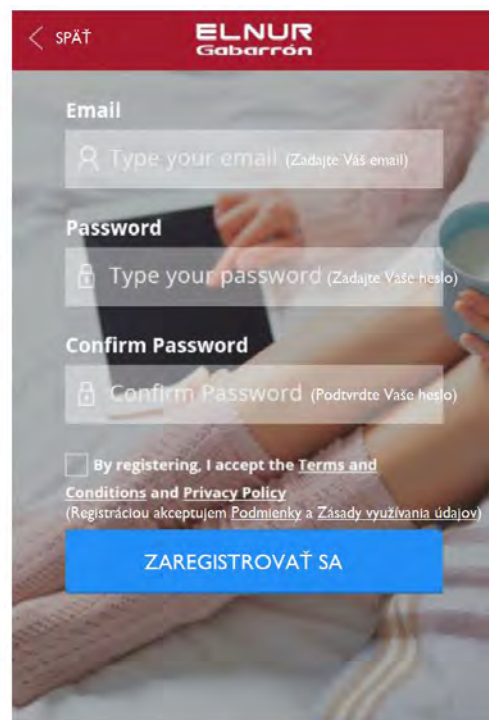 SPÄŤ
ELNUR
Gabarrón
Email
Type your email (Zadajte Váš email)
Password
Type your password (Zadajte Vaše heslo)
Confirm Password
Confirm Password (Podtvrdte Vaše heslo)
By registering, I accept the Terms and
Conditions and Privacy Policy
(Registráciou akceptujem Podmienky a Zásady využívania údajov)
ZAREGISTROVAŤ SA